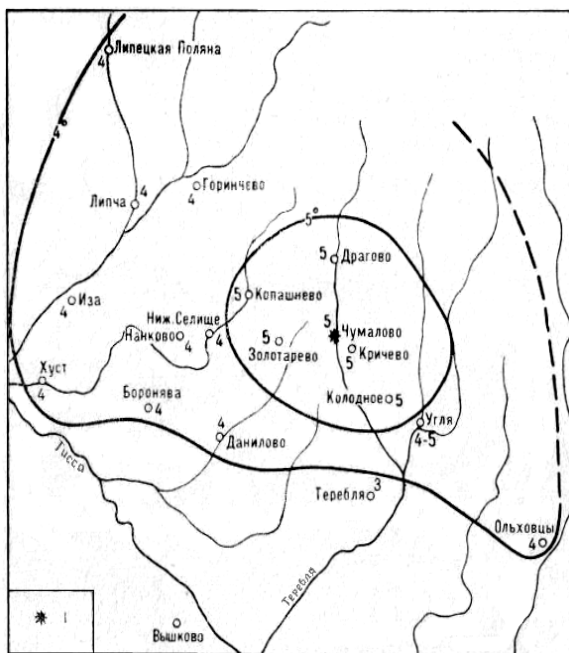 Липецкая Поляна
4
4°
Липча
4
Горинчево
4
5°
5
Драгово
Иза
4
5
Копашнево
Ниж.Селище
Нанково
4
4
5
Золотарево
5
Чумалово
Кричево
5
Хуст
4
Боронява
4
Колодное
5
Угля
4-5
4
Данилово
Тисса
3
Теребля
Ольховцы
4
Теребля
1
Вышково